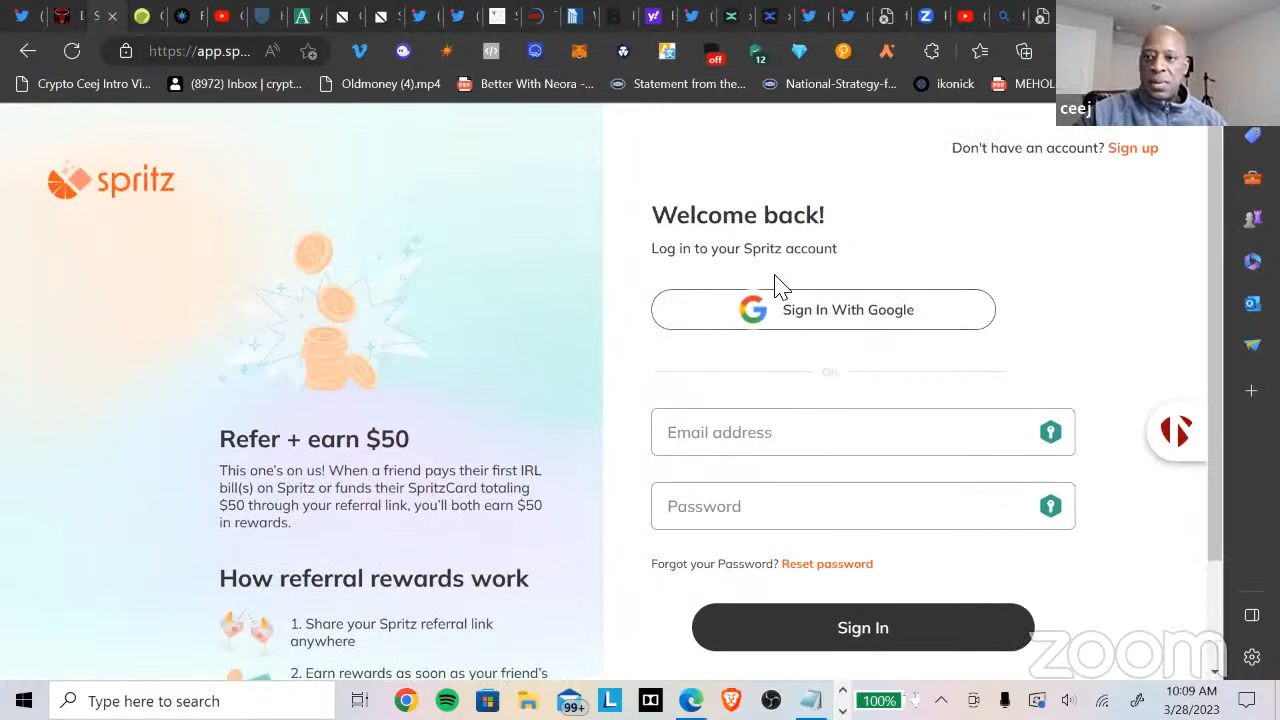 https://app.sp...
off
12
Crypto Ceej Intro Vi...
(8972) Inbox | crypt...
Oldmoney (4).mp4
PDF
Better With Neora -...
Statement from the...
National-Strategy-f...
ikonick
PDF
MEHOL
ceej
spritz
Don't have an account? Sign up
Welcome back!
Log in to your Spritz account
Sign In With Google
OR
Email address
Password
Forgot your Password? Reset password
Sign In
Refer + earn $50
This one's on us! When a friend pays their first IRL
bill(s) on Spritz or funds their SpritzCard totaling
$50 through your referral link, you'll both earn $50
in rewards.
How referral rewards work
1. Share your Spritz referral link
anywhere
2. Earn rewards as soon as your friend's
zoom
Type here to search
99+
100%
10:09 AM
3/28/2023